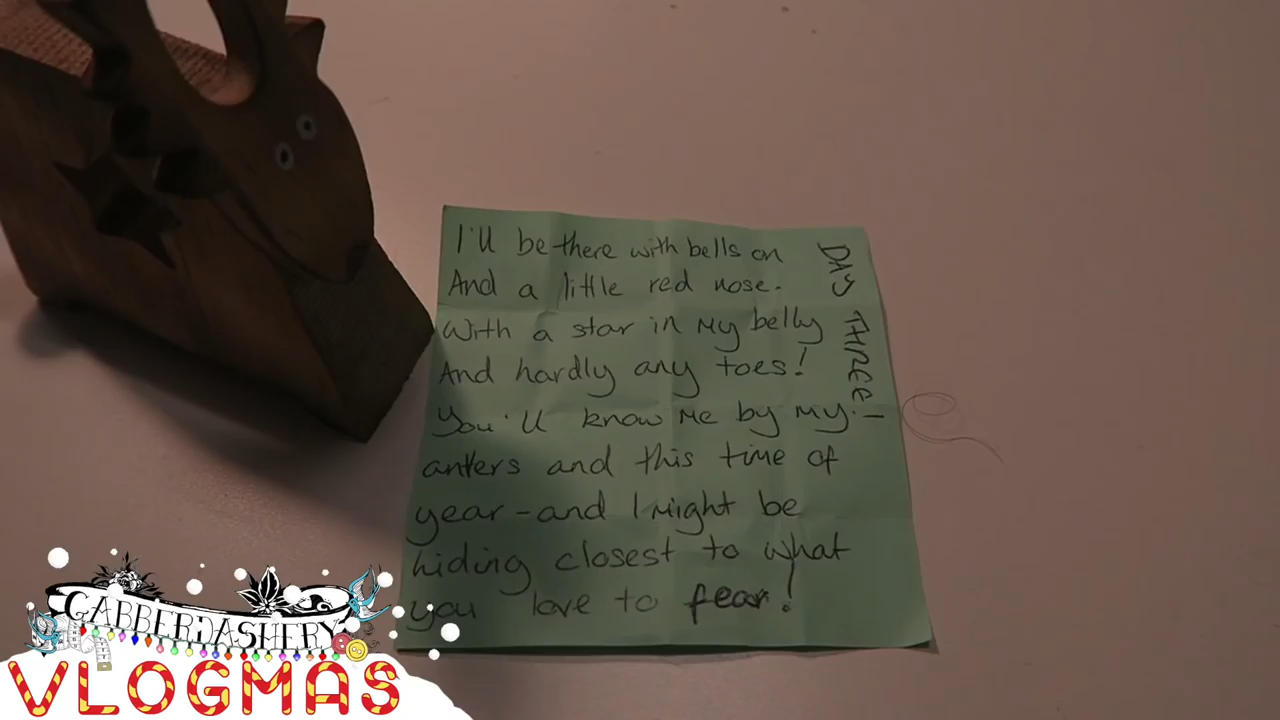 I'll be there with bells on
And a little red nose.
With a star in my belly
And hardly any toes!
You'll know me by my
antlers and this time of
year - and I might be
hiding closest to what
you love to fear!
DAY THREE!
GABBERDASHERY
VLOGMAS